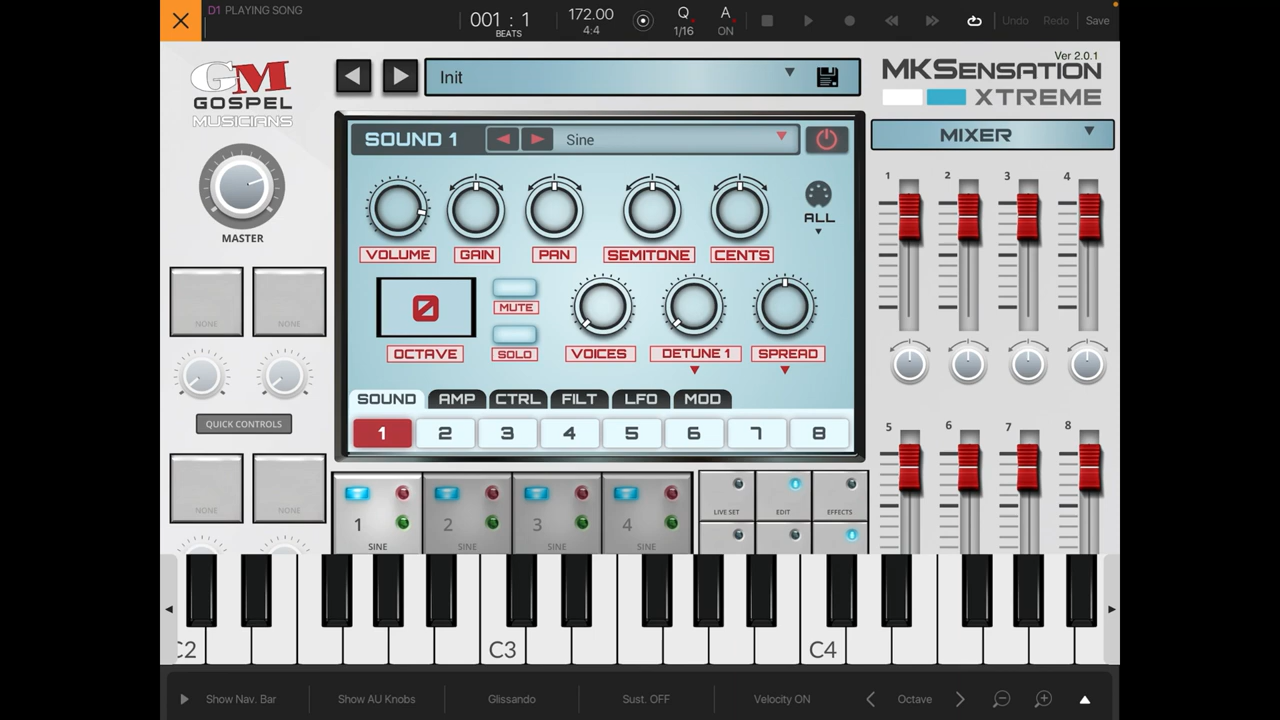 D1 PLAYING SONG
001 : 1
BEATS
172.00
4:4
Q
1/16
A
ON
Undo
Redo
Save
GM
GOSPEL
MUSICIANS
Init
Ver 2.0.1
MKSENSATION
XTREME
SOUND 1
Sine
MIXER
MASTER
ALL
VOLUME
GAIN
PAN
SEMITONE
CENTS
1
2
3
4
NONE
NONE
MUTE
OCTAVE
SOLO
VOICES
DETUNE 1
SPREAD
QUICK CONTROLS
SOUND
AMP
CTRL
FILT
LFO
MOD
1
2
3
4
5
6
7
8
5
6
7
8
NONE
NONE
1
2
3
4
SINE
SINE
SINE
SINE
LIVE SET
EDIT
EFFECTS
C2
C3
C4
Show Nav. Bar
Show AU Knobs
Glissando
Sust. OFF
Velocity ON
Octave